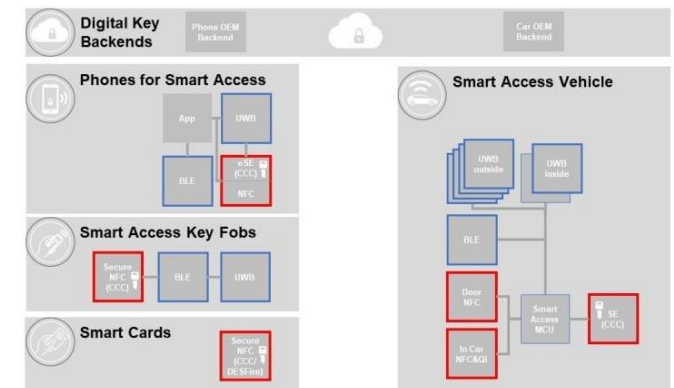 Digital Key
Backends
Phone OEM
Backend
Car OEM
Backend
Phones for Smart Access
App
UWB
BLE
eSE
(CCC)
NFC
Smart Access Key Fobs
Secure
NFC
(CCC)
BLE
UWB
Smart Cards
Secure
NFC
(CCC/
DESFire)
Smart Access Vehicle
UWB
outside
UWB
Inside
BLE
Door
NFC
In Car
NFC&QI
Smart
Access
MCU
SE
(CCC)